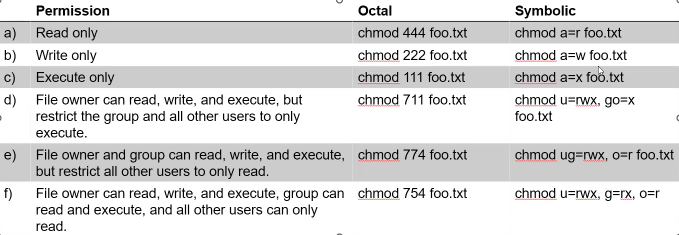 Permission Octal Symbolic
a) Read only chmod 444 foo.txt chmod a=r foo.txt
b) Write only chmod 222 foo.txt chmod a=w foo.txt
c) Execute only chmod 111 foo.txt chmod a=x foo.txt
d) File owner can read, write, and execute, but chmod 711 foo.txt chmod u=rwx, go=x
restrict the group and all other users to only foo.txt
execute.
e) File owner and group can read, write, and execute, chmod 774 foo.txt chmod ug=rwx, o=r foo.txt
but restrict all other users to only read.
f) File owner can read, write, and execute, group can chmod 754 foo.txt chmod u=rwx, g=rx, o=r
read and execute, and all other users can only
read.